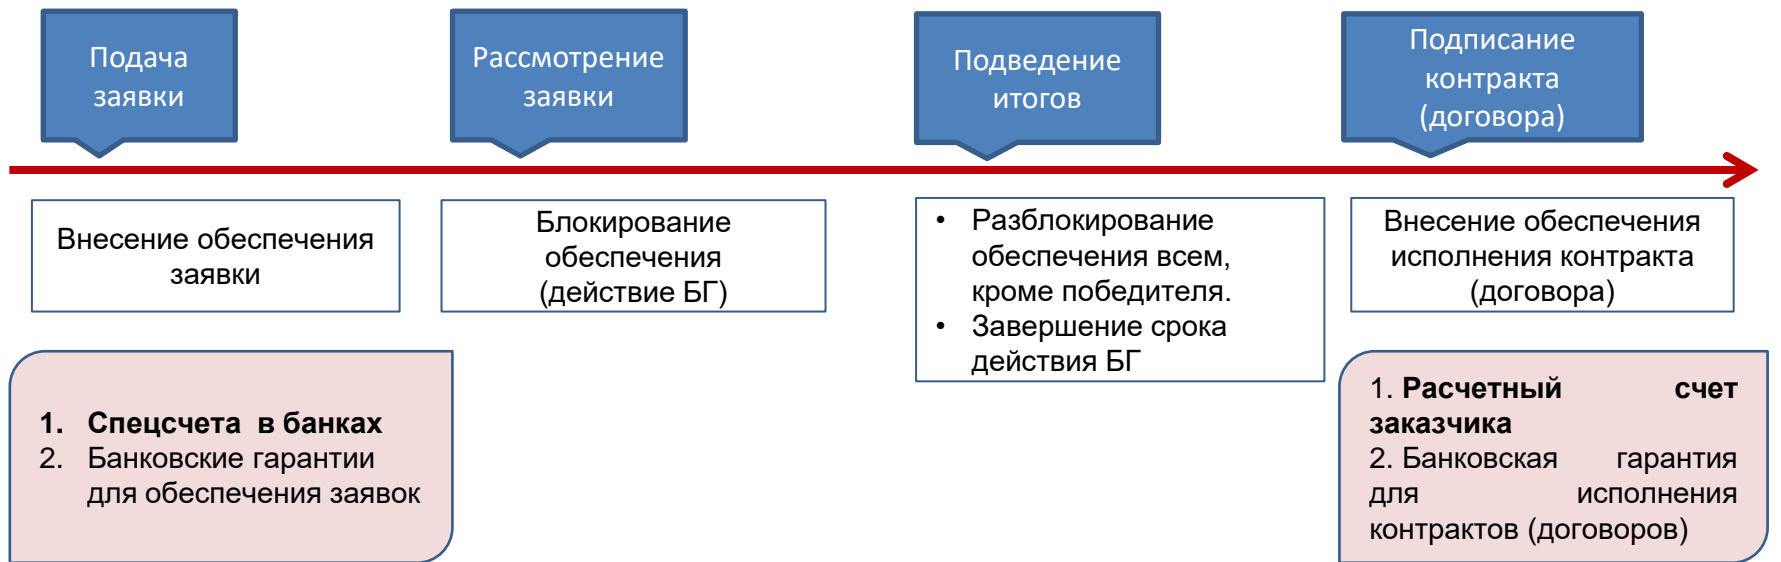 Подача
заявки
Рассмотрение
заявки
Подведение
итогов
Подписание
контракта
(договора)
Внесение обеспечения
заявки
Блокирование
обеспечения
(действие БГ)
• Разблокирование
обеспечения всем,
кроме победителя.
• Завершение срока
действия БГ
Внесение обеспечения
исполнения контракта
(договора)
1. Спецсчета в банках
2. Банковские гарантии
для обеспечения заявок
1. Расчетный счет
заказчика
2. Банковская гарантия
для исполнения
контрактов (договоров)